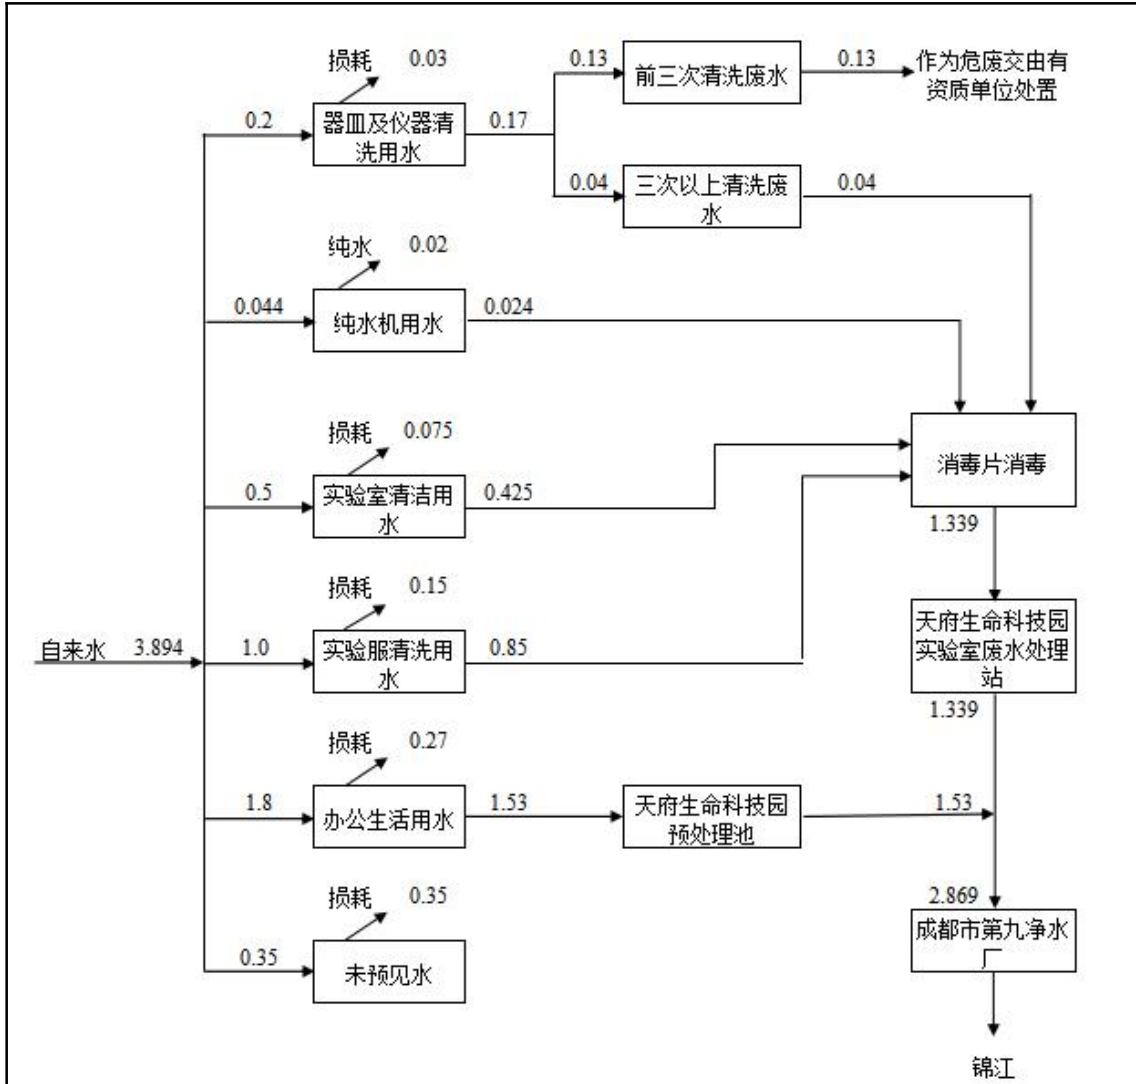 损耗 0.03
0.2
器皿及仪器清
洗用水
0.17
0.13
前三次清洗废水
0.13
作为危废交由有
资质单位处置
0.04
三次以上清洗废
水
0.04
纯水 0.02
0.044
纯水机用水
0.024
损耗 0.075
0.5
实验室清洁用
水
0.425
消毒片消毒
1.339
损耗 0.15
自来水 3.894
1.0
实验服清洗用
水
0.85
天府生命科技园
实验室废水处理
站
1.339
损耗 0.27
1.8
办公生活用水
1.53
天府生命科技园
预处理池
1.53
损耗 0.35
0.35
未预见水
2.869
成都市第九净水
厂
锦江